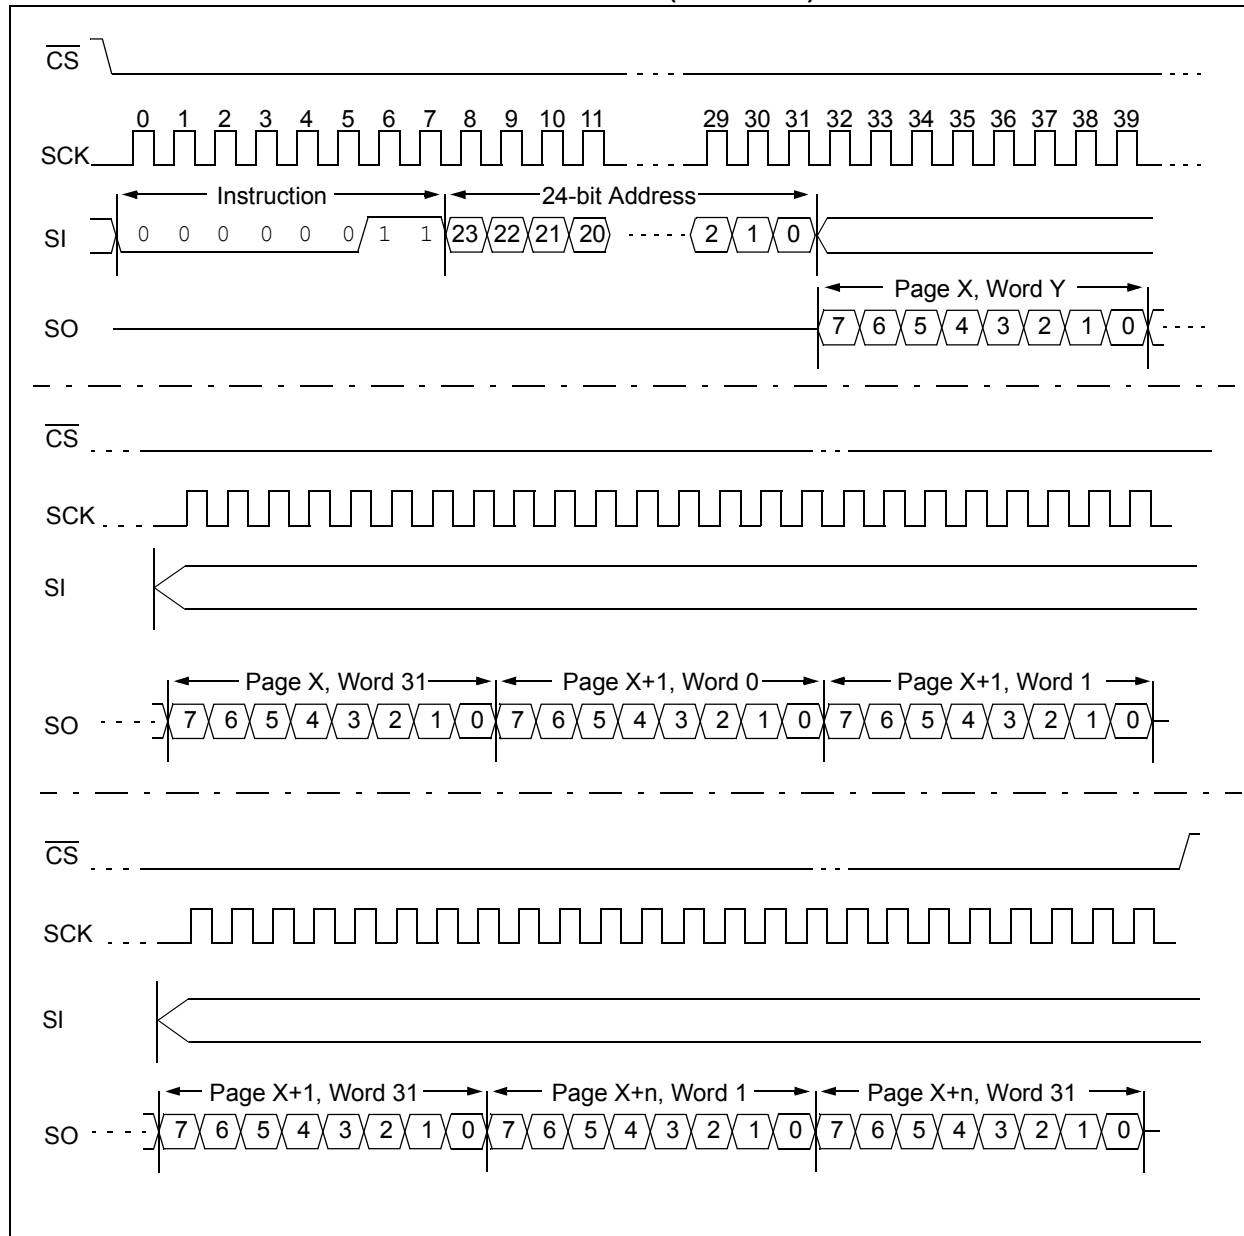 CS
0 1 2 3 4 5 6 7 8 9 10 11 29 30 31 32 33 34 35 36 37 38 39
SCK
Instruction 24-bit Address
SI 0 0 0 0 0 0 1 1 23 22 21 20 2 1 0
Page X, Word Y
SO 7 6 5 4 3 2 1 0
CS
SCK
SI
Page X, Word 31 Page X+1, Word 0 Page X+1, Word 1
SO 7 6 5 4 3 2 1 0 7 6 5 4 3 2 1 0 7 6 5 4 3 2 1 0
CS
SCK
SI
Page X+1, Word 31 Page X+n, Word 1 Page X+n, Word 31
SO 7 6 5 4 3 2 1 0 7 6 5 4 3 2 1 0 7 6 5 4 3 2 1 0